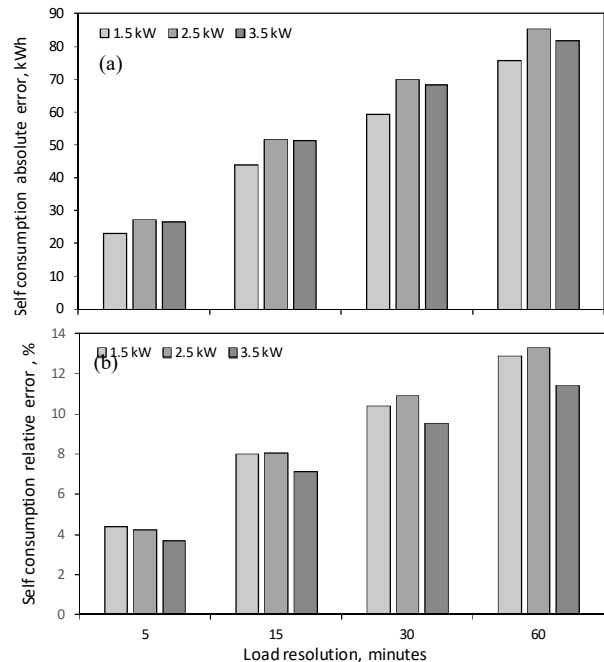 90
80
70
60
50
40
30
20
10
0
Self consumption absolute error, kWh
1.5 kW 2.5 kW 3.5 kW
(a)
14
12
10
8
6
4
2
0
Self consumption relative error , %
1.5 kW 2.5 kW 3.5 kW
(b)
5 15 30 60
Load resolution, minutes